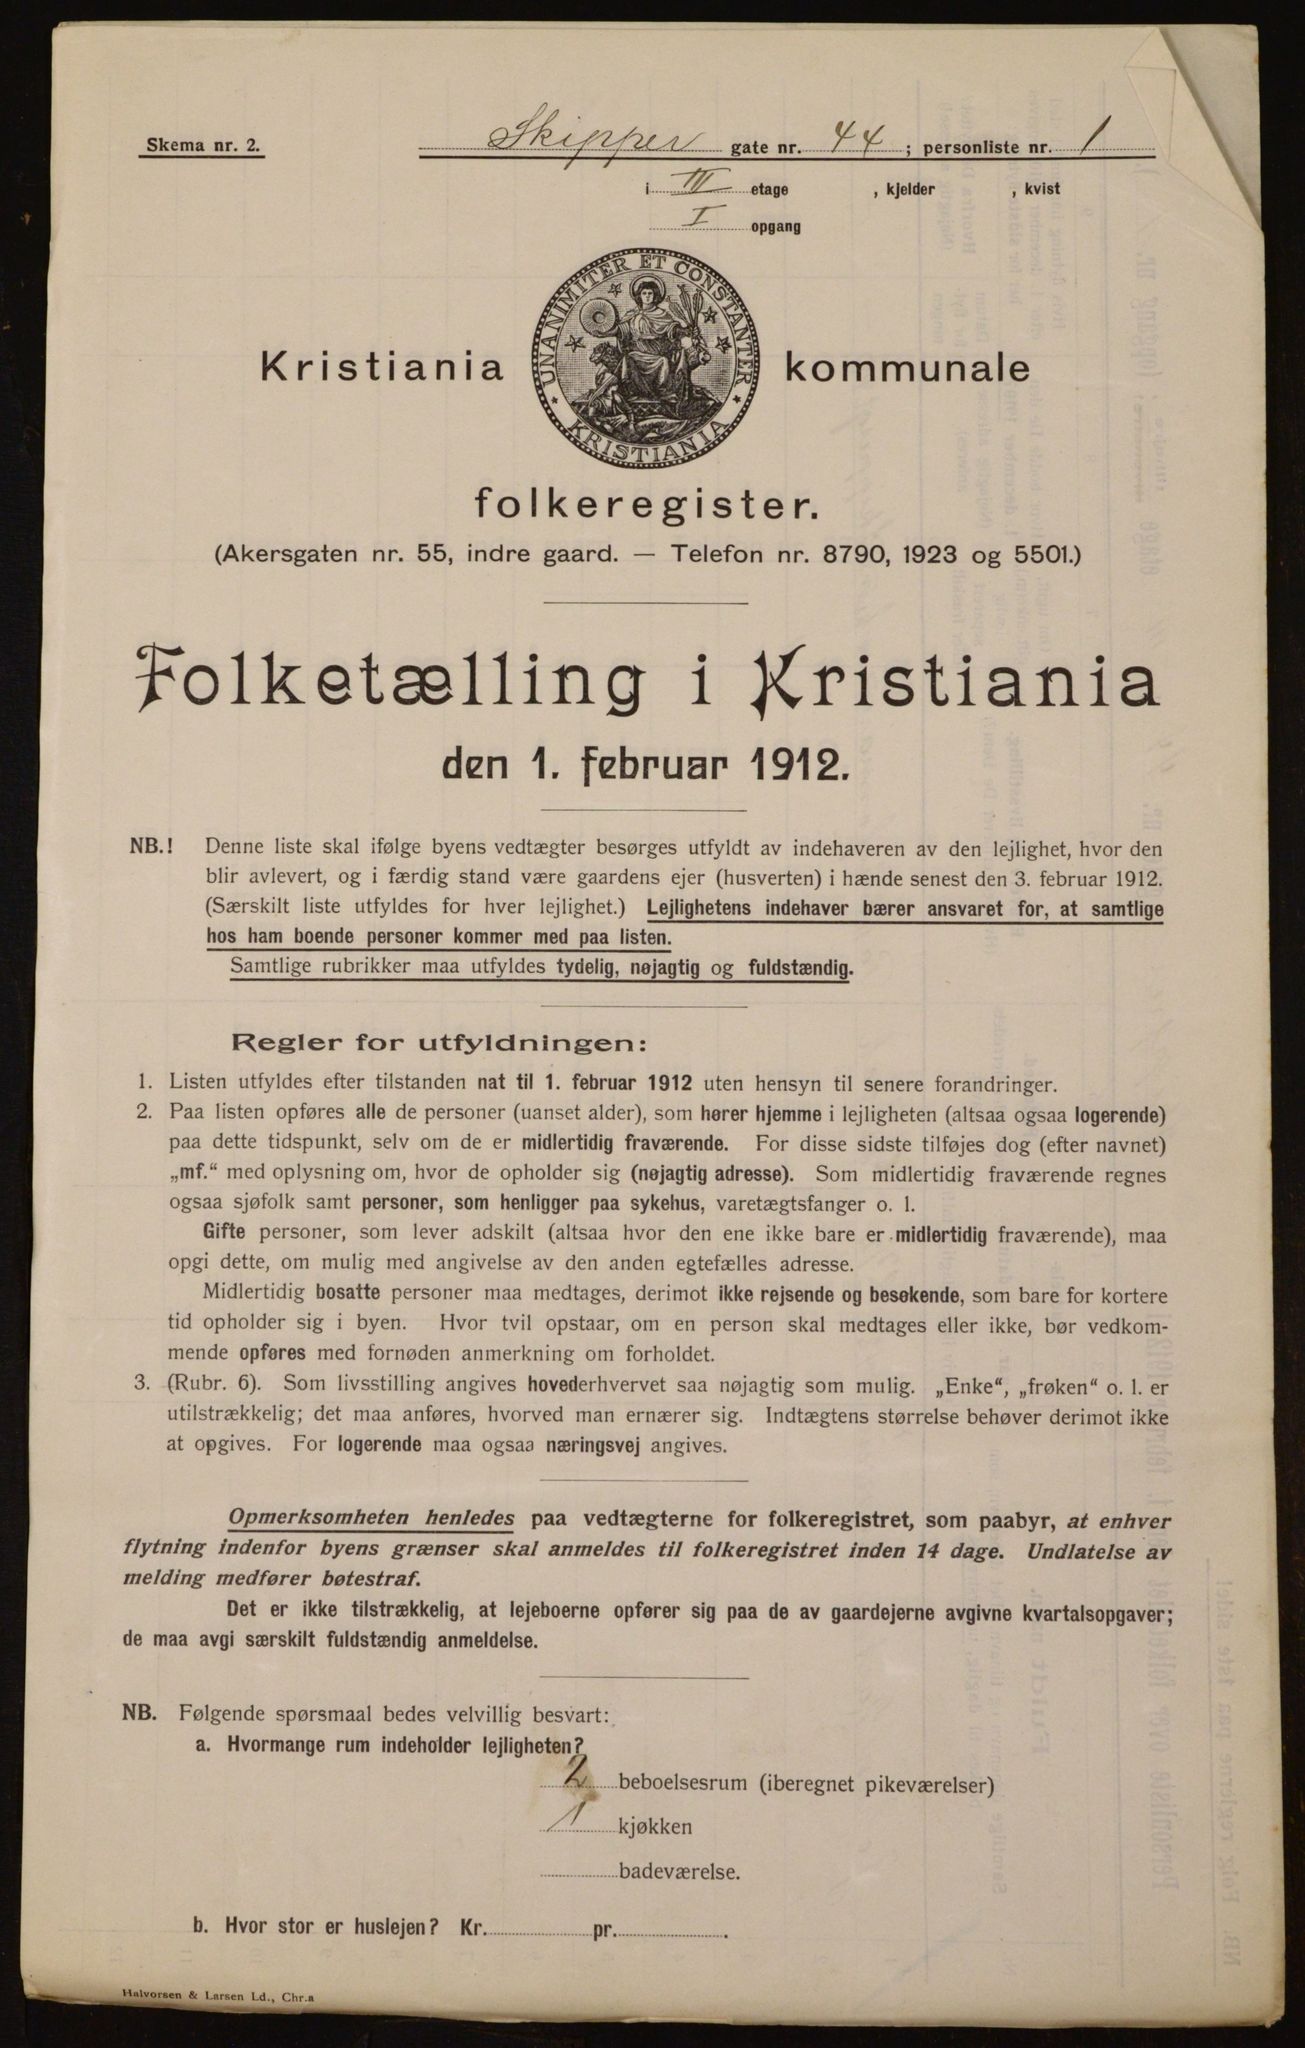 Skema nr. 2.
Skipper gate nr. 44; personliste nr. 1
i III etage , kjelder , kvist
I opgang
UNANIMITER ET CONSTANTER
KRISTIANIA
Kristiania kommunale
folkeregister.
(Akersgaten nr. 55, indre gaard. — Telefon nr. 8790, 1923 og 5501.)
Folketælling i Kristiania
den 1. februar 1912.
NB.! Denne liste skal ifølge byens vedtægter besørges utfyldt av indehaveren av den lejlighet, hvor den
blir avlevert, og i færdig stand være gaardens ejer (husverten) i hænde senest den 3. februar 1912.
(Særskilt liste utfyldes for hver lejlighet.) Lejlighetens indehaver bærer ansvaret for, at samtlige
hos ham boende personer kommer med paa listen.
Samtlige rubrikker maa utfyldes tydelig, nøjagtig og fuldstændig.
Regler for utfyldningen:
1. Listen utfyldes efter tilstanden nat til 1. februar 1912 uten hensyn til senere forandringer.
2. Paa listen opføres alle de personer (uanset alder), som hører hjemme i lejligheten (altsaa ogsaa logerende)
paa dette tidspunkt, selv om de er midlertidig fraværende. For disse sidste tilføjes dog (efter navnet)
„mf.“ med oplysning om, hvor de opholder sig (nøjagtig adresse). Som midlertidig fraværende regnes
ogsaa sjøfolk samt personer, som henligger paa sykehus, varetægtsfanger o. l.
Gifte personer, som lever adskilt (altsaa hvor den ene ikke bare er midlertidig fraværende), maa
opgi dette, om mulig med angivelse av den anden egtefælles adresse.
Midlertidig bosatte personer maa medtages, derimot ikke rejsende og besøkende, som bare for kortere
tid opholder sig i byen. Hvor tvil opstaar, om en person skal medtages eller ikke, bør vedkom-
mende opføres med fornøden anmerkning om forholdet.
3. (Rubr. 6). Som livsstilling angives hovederhvervet saa nøjagtig som mulig. „Enke“, „frøken“ o. l. er
utilstrækkelig; det maa anføres, hvorved man ernærer sig. Indtægtens størrelse behøver derimot ikke
at opgives. For logerende maa ogsaa næringsvej angives.
Opmerksomheten henledes paa vedtægterne for folkeregistret, som paabyr, at enhver
flytning indenfor byens grænser skal anmeldes til folkeregistret inden 14 dage. Undlatelse av
melding medfører bøtestraf.
Det er ikke tilstrækkelig, at lejeboerne opfører sig paa de av gaardejerne avgivne kvartalsopgaver;
de maa avgi særskilt fuldstændig anmeldelse.
NB. Følgende spørsmaal bedes velvillig besvart:
a. Hvormange rum indeholder lejligheten?
2 beboelsesrum (iberegnet pikeværelser)
1 kjøkken
badeværelse.
b. Hvor stor er huslejen? Kr. pr. .
Halvorsen & Larsen Ld., Chr.a